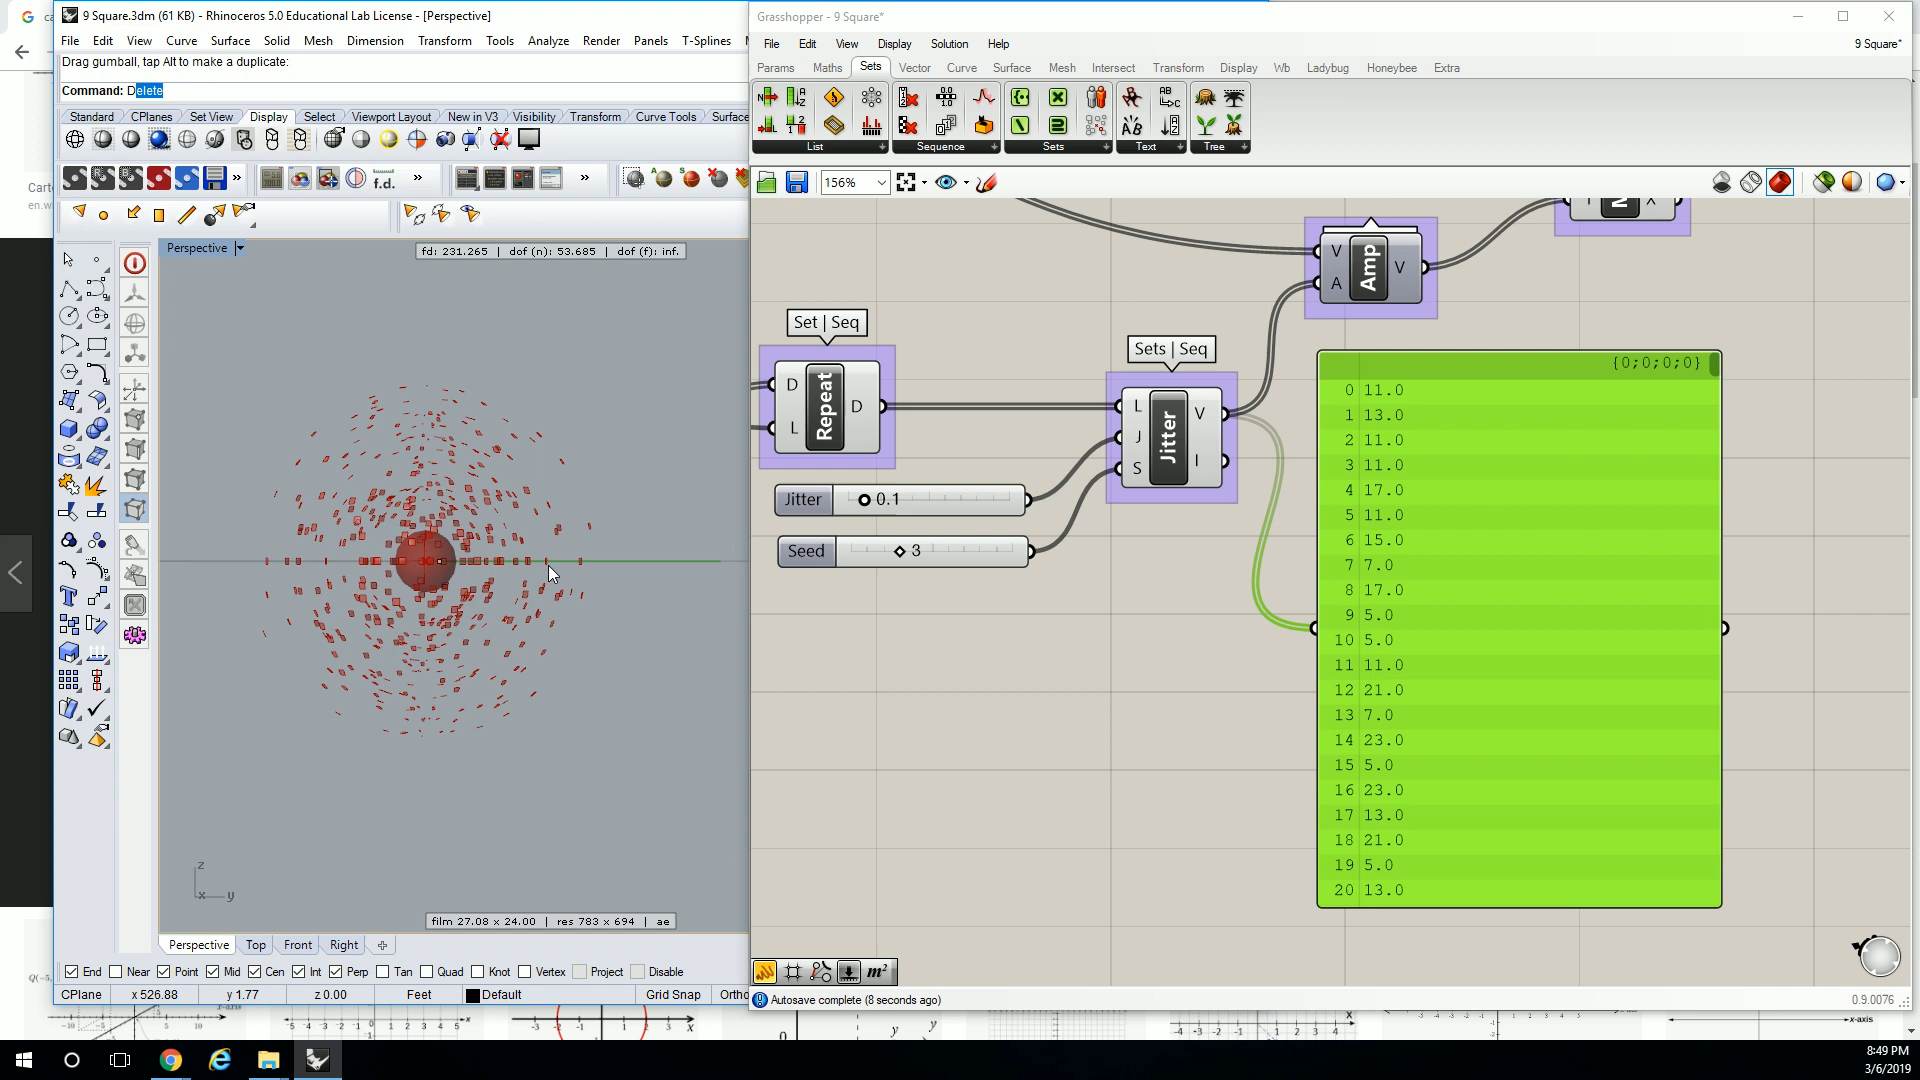 9 Square.3dm (61 KB) - Rhinoceros 5.0 Educational Lab License - [Perspective]
File Edit View Curve Surface Solid Mesh Dimension Transform Tools Analyze Render Panels T-Splines
Drag gumball, tap Alt to make a duplicate:
Command: Delete
Standard CPlanes Set View Display Select Viewport Layout New in V3 Visibility Transform Curve Tools Surface
f.d.
Perspective
fd: 231.265 | dof (n): 53.685 | dof (f): inf.
z
x y
film 27.08 x 24.00 | res 783 x 694 | ae
Perspective Top Front Right
End Near Point Mid Cen Int Perp Tan Quad Knot Vertex Project Disable
CPlane x 526.88 y 1.77 z 0.00 Feet Default Grid Snap Ortho
Grasshopper - 9 Square*
File Edit View Display Solution Help
9 Square*
Params Maths Sets Vector Curve Surface Mesh Intersect Transform Display Wb Ladybug Honeybee Extra
List Sequence Sets Text Tree
156%
V Amp V
A
Set | Seq
D Repeat D
L
Sets | Seq
L Jitter V
J
S I
Jitter 0.1
Seed 3
{0;0;0;0}
0 11.0
1 13.0
2 11.0
3 11.0
4 17.0
5 11.0
6 15.0
7 7.0
8 17.0
9 5.0
10 5.0
11 11.0
12 21.0
13 7.0
14 23.0
15 5.0
16 23.0
17 13.0
18 21.0
19 5.0
20 13.0
m²
Autosave complete (8 seconds ago)
0.9.0076
Cart
en.w
8:49 PM
3/6/2019